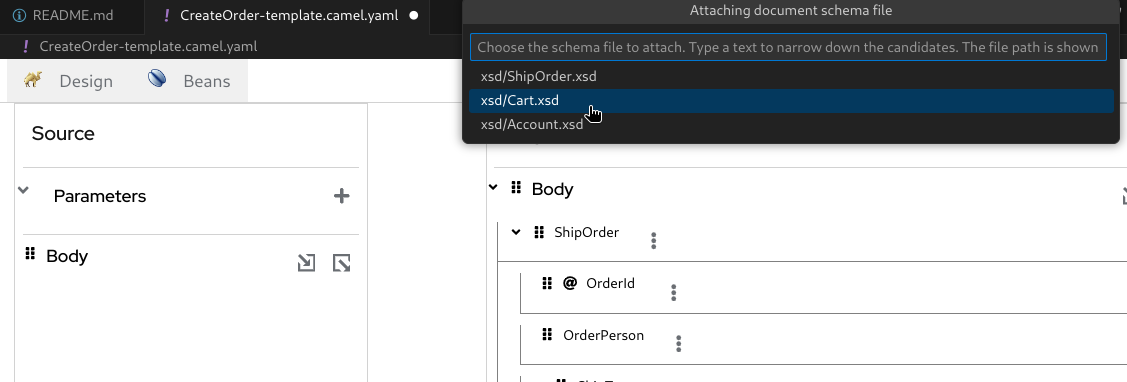 README.md
! CreateOrder-template.camel.yaml
Attaching document schema file
! CreateOrder-template.camel.yaml
Choose the schema file to attach. Type a text to narrow down the candidates. The file path is shown
xsd/ShipOrder.xsd
Design
Beans
xsd/Cart.xsd
xsd/Account.xsd
Source
Parameters
Body
Body
ShipOrder
@ OrderId
OrderPerson